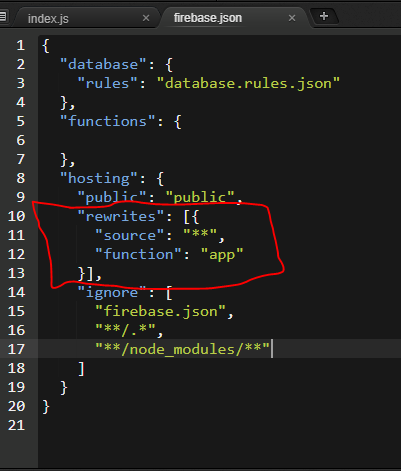 index.js × firebase.json × +
1 {
2 "database": {
3 "rules": "database.rules.json"
4 },
5 "functions": {
6
7 },
8 "hosting": {
9 "public": "public",
10 "rewrites": [{
11 "source": "**",
12 "function": "app"
13 }],
14 "ignore": [
15 "firebase.json",
16 "**/.*",
17 "**/node_modules/**"
18 ]
19 }
20 }
21